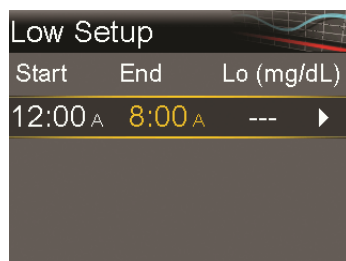 Low Setup
Start End Lo (mg/dL)
12:00 A 8:00 A ---